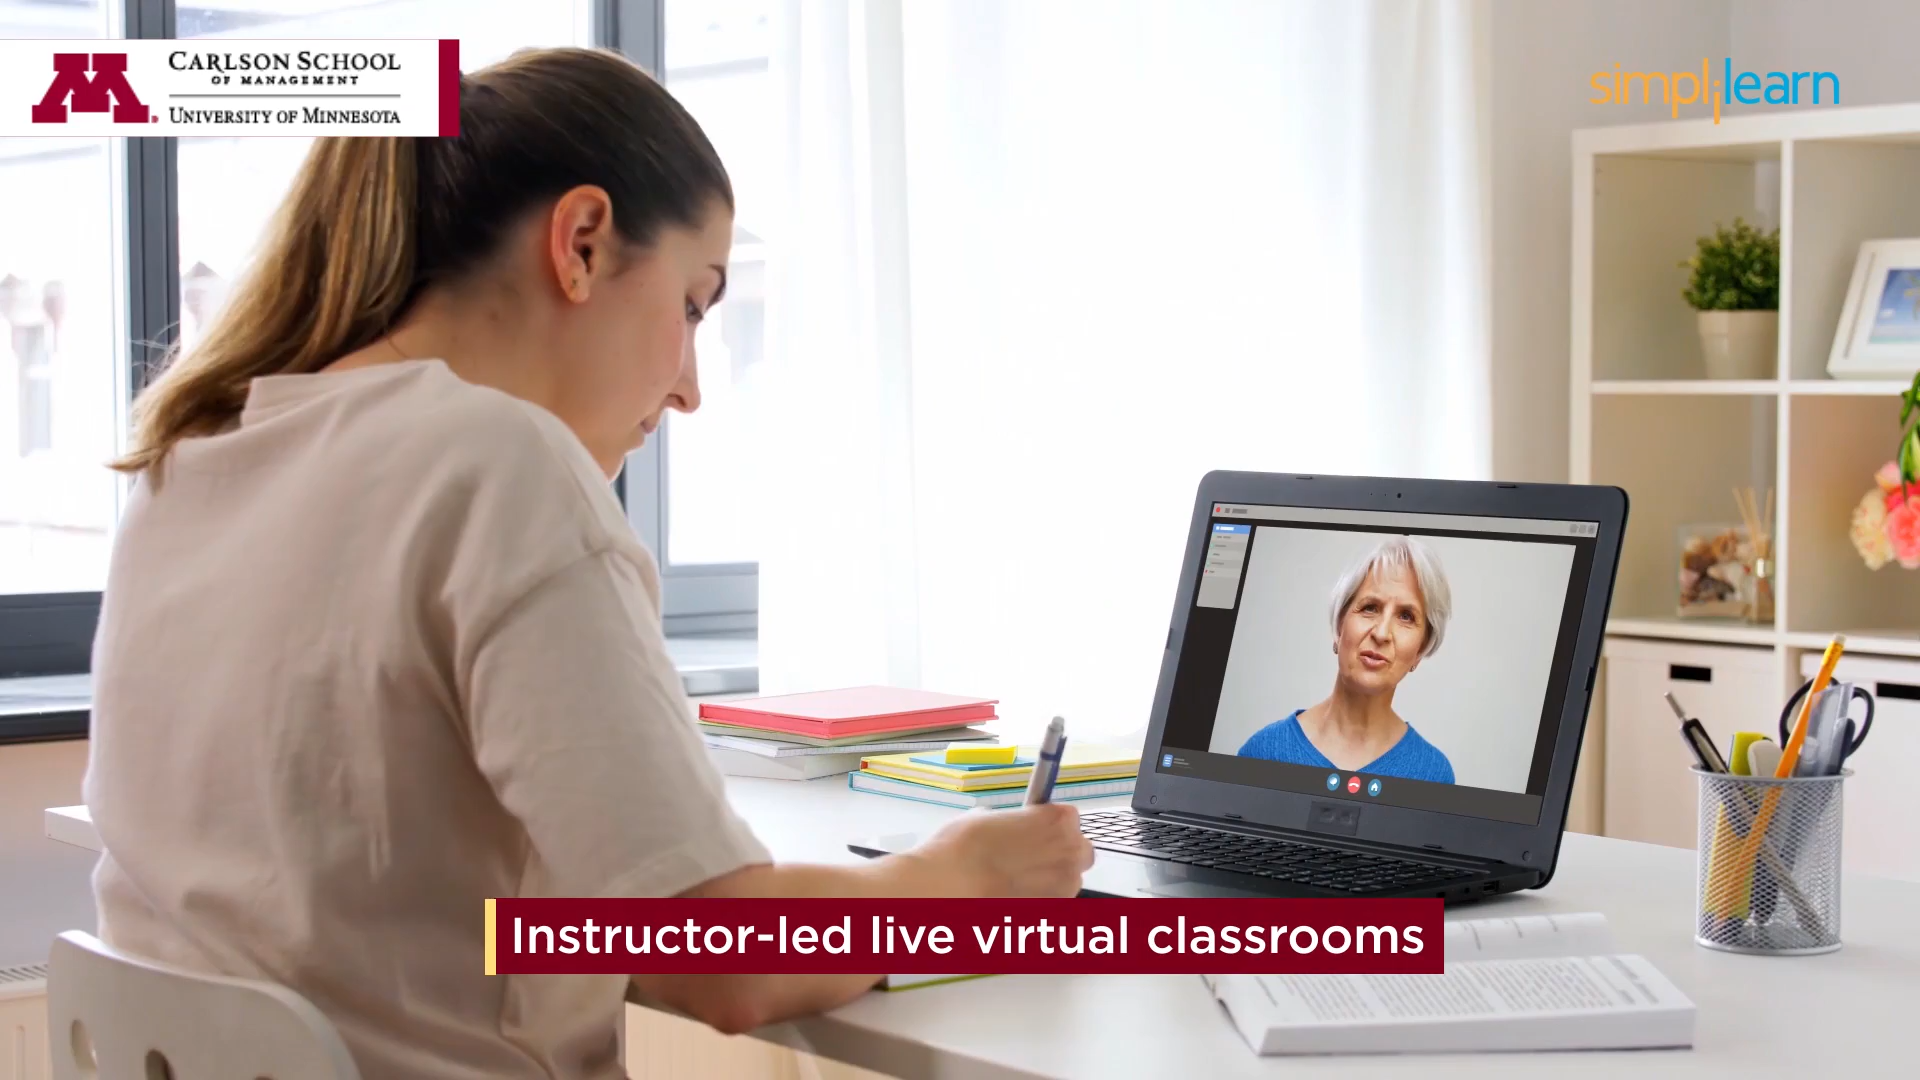 CARLSON SCHOOL
OF MANAGEMENT
UNIVERSITY OF MINNESOTA
simplilearn
Instructor-led live virtual classrooms